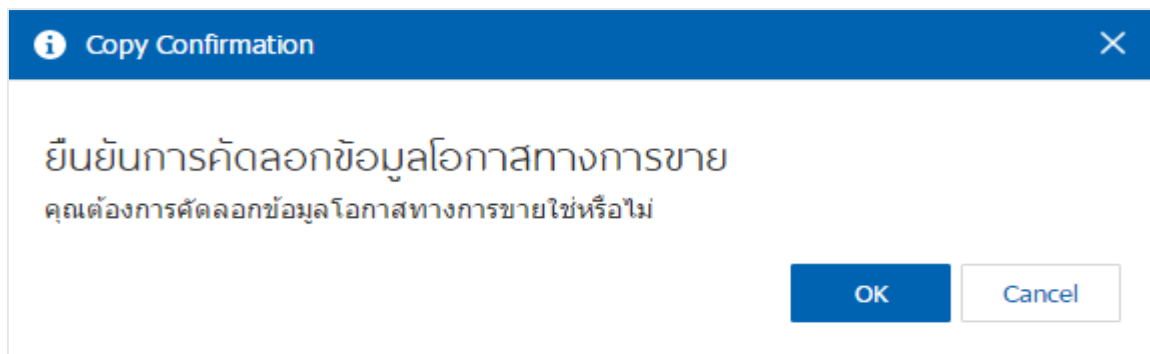 Copy Confirmation
ยืนยันการคัดลอกข้อมูลโอกาสทางการขาย
คุณต้องการคัดลอกข้อมูลโอกาสทางการขายใช่หรือไม่
OK Cancel